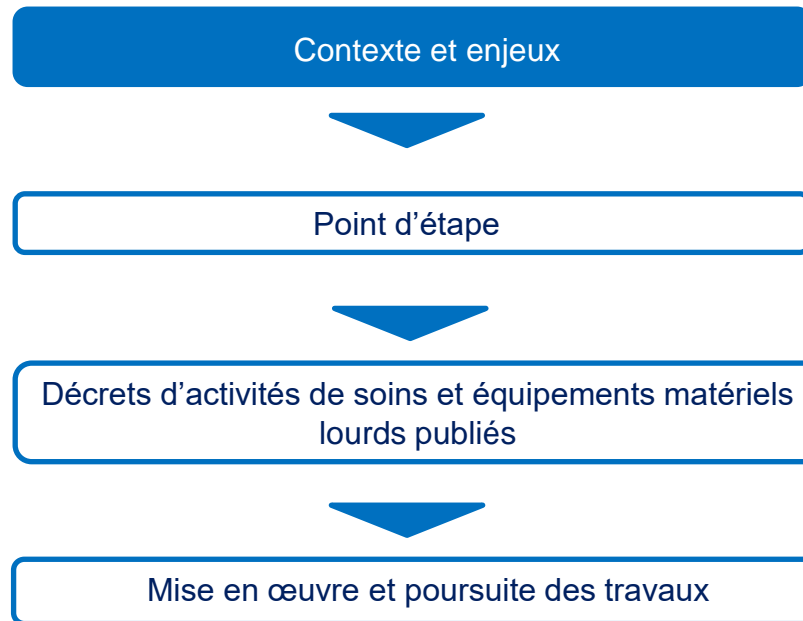 Contexte et enjeux
Point d’étape
Décrets d’activités de soins et équipements matériels
lourds publiés
Mise en œuvre et poursuite des travaux